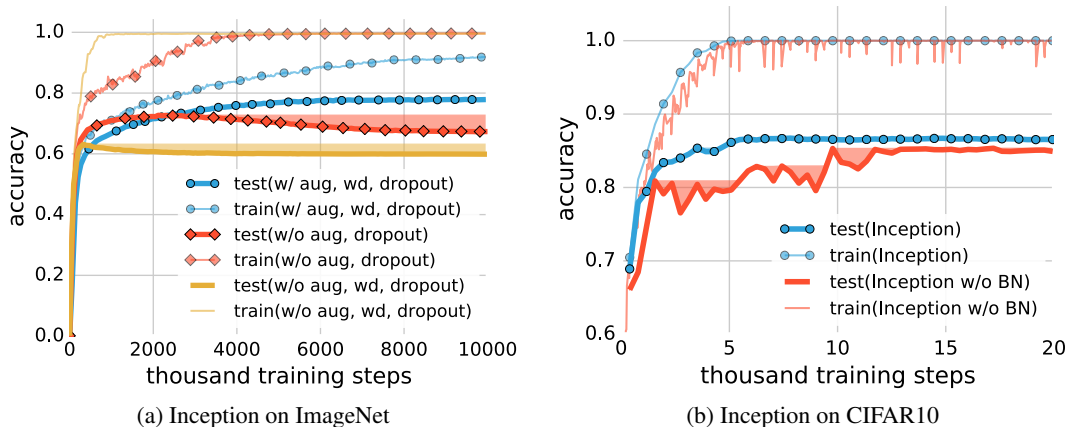 1.0
0.8
0.6
0.4
0.2
0.0
accuracy
0 2000 4000 6000 8000 10000
thousand training steps
test(w/ aug, wd, dropout)
train(w/ aug, wd, dropout)
test(w/o aug, dropout)
train(w/o aug, dropout)
test(w/o aug, wd, dropout)
train(w/o aug, wd, dropout)
(a) Inception on ImageNet
1.0
0.9
0.8
0.7
0.6
accuracy
0 5 10 15 20
thousand training steps
test(Inception)
train(Inception)
test(Inception w/o BN)
train(Inception w/o BN)
(b) Inception on CIFAR10